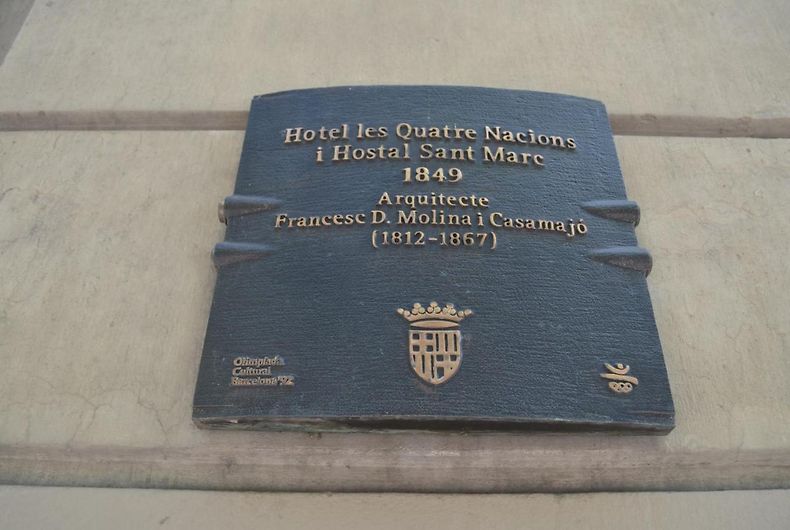 Hotel les Quatre Nacions
i Hostal Sant Marc
1849
Arquitecte
Francesc D. Molina i Casamajó
(1812-1867)
Olimpíada
Cultural
Barcelona'92